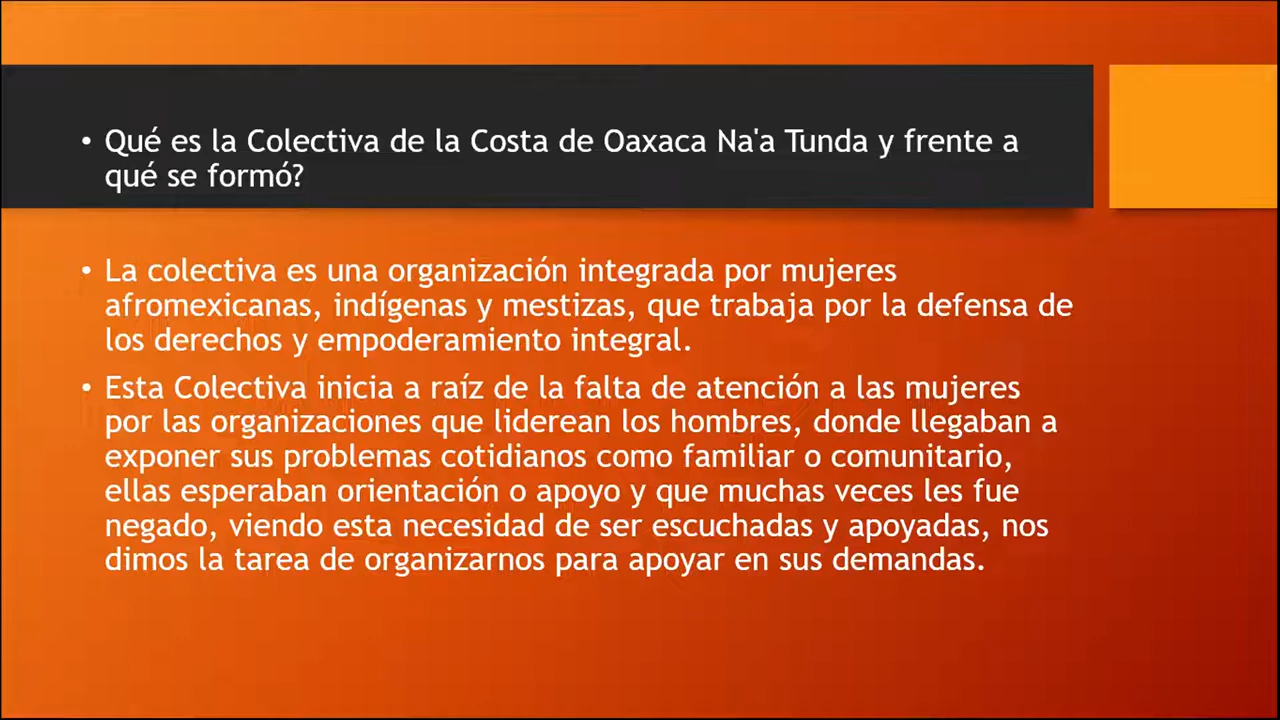 • Qué es la Colectiva de la Costa de Oaxaca Na'a Tunda y frente a
qué se formó?
• La colectiva es una organización integrada por mujeres
afromexicanas, indígenas y mestizas, que trabaja por la defensa de
los derechos y empoderamiento integral.
• Esta Colectiva inicia a raíz de la falta de atención a las mujeres
por las organizaciones que liderean los hombres, donde llegaban a
exponer sus problemas cotidianos como familiar o comunitario,
ellas esperaban orientación o apoyo y que muchas veces les fue
negado, viendo esta necesidad de ser escuchadas y apoyadas, nos
dimos la tarea de organizarnos para apoyar en sus demandas.